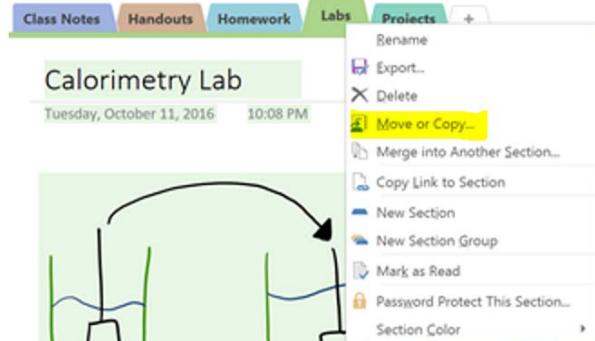 Class Notes Handouts Homework Labs Projects +
Calorimetry Lab
Tuesday, October 11, 2016 10:08 PM
Rename
Export...
Delete
Move or Copy...
Merge into Another Section...
Copy Link to Section
New Section
New Section Group
Mark as Read
Password Protect This Section...
Section Color